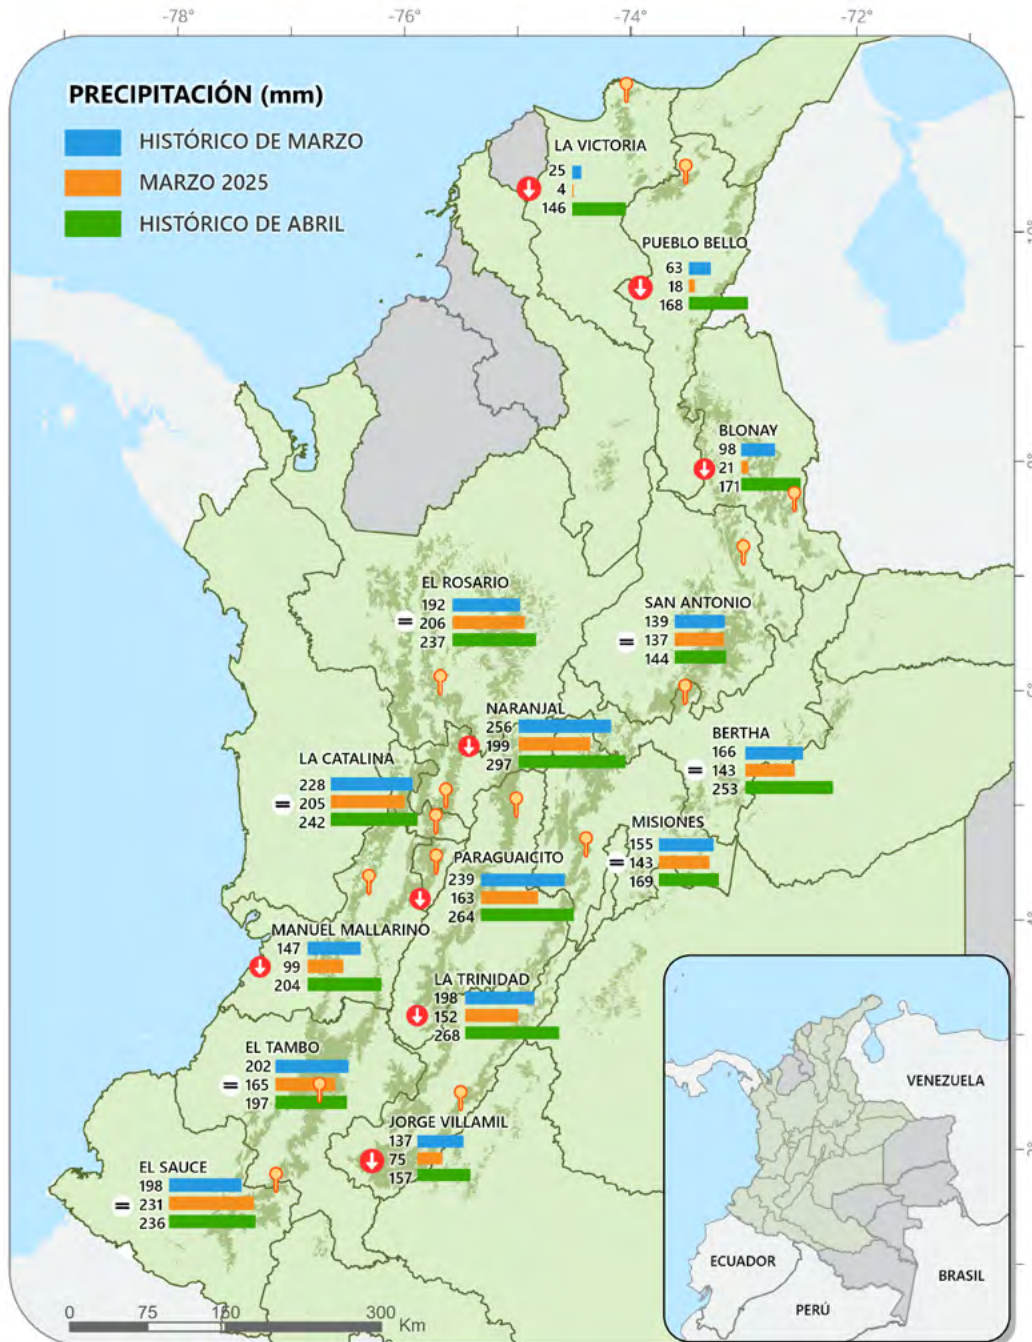 -78°
-76°
-74°
-72°
PRECIPITACIÓN (mm)
HISTÓRICO DE MARZO
MARZO 2025
HISTÓRICO DE ABRIL
LA VICTORIA
25
4
146
PUEBLO BELLO
63
18
168
BLONAY
98
21
171
EL ROSARIO
192
206
237
SAN ANTONIO
139
137
144
NARANJAL
256
199
297
BERTHA
166
143
253
LA CATALINA
228
205
242
MISIONES
155
143
169
PARAGUAICITO
239
163
264
MANUEL MALLARINO
147
99
204
LA TRINIDAD
198
152
268
EL TAMBO
202
165
197
JORGE VILLAMIL
137
75
157
EL SAUCE
198
231
236
0
75
150
300
Km
VENEZUELA
ECUADOR
BRASIL
PERÚ